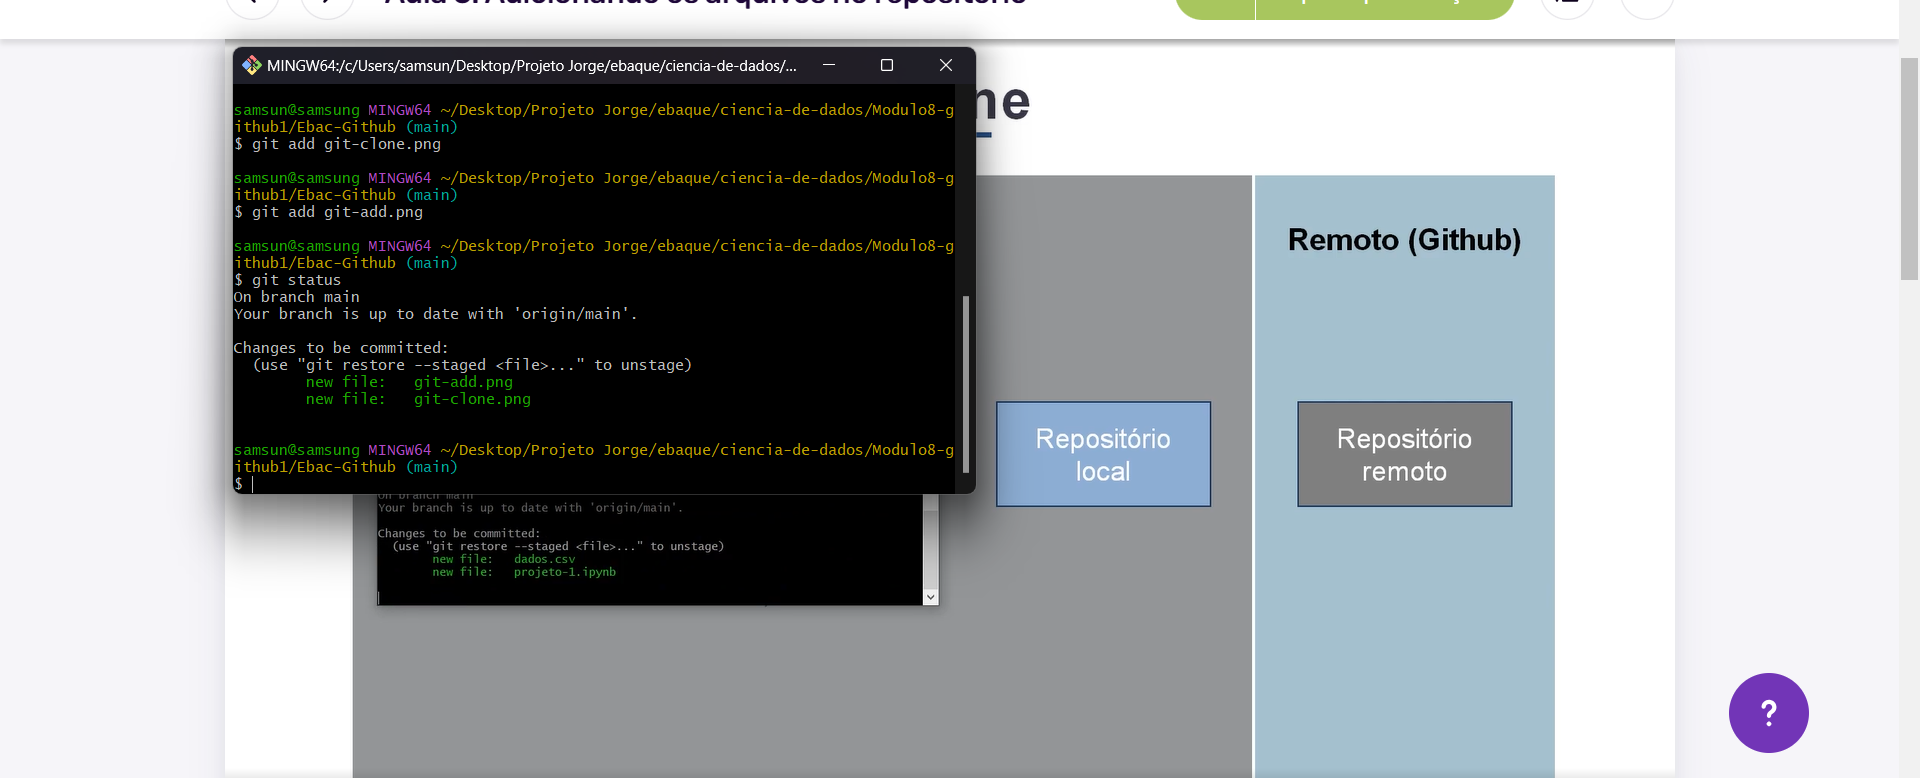 MINGW64:/c/Users/samsun/Desktop/Projeto Jorge/ebaque/ciencia-de-dados/...
samsun@samsung MINGW64 ~/Desktop/Projeto Jorge/ebaque/ciencia-de-dados/Modulo8-g
ithub1/Ebac-Github (main)
$ git add git-clone.png
samsun@samsung MINGW64 ~/Desktop/Projeto Jorge/ebaque/ciencia-de-dados/Modulo8-g
ithub1/Ebac-Github (main)
$ git add git-add.png
samsun@samsung MINGW64 ~/Desktop/Projeto Jorge/ebaque/ciencia-de-dados/Modulo8-g
ithub1/Ebac-Github (main)
$ git status
On branch main
Your branch is up to date with 'origin/main'.
Changes to be committed:
(use "git restore --staged <file>..." to unstage)
new file:   git-add.png
new file:   git-clone.png
samsun@samsung MINGW64 ~/Desktop/Projeto Jorge/ebaque/ciencia-de-dados/Modulo8-g
ithub1/Ebac-Github (main)
$
ne
Remoto (Github)
Repositório
local
Repositório
remoto
On branch main
Your branch is up to date with 'origin/main'.
Changes to be committed:
(use "git restore --staged <file>..." to unstage)
new file:   dados.csv
new file:   projeto-1.ipynb
?